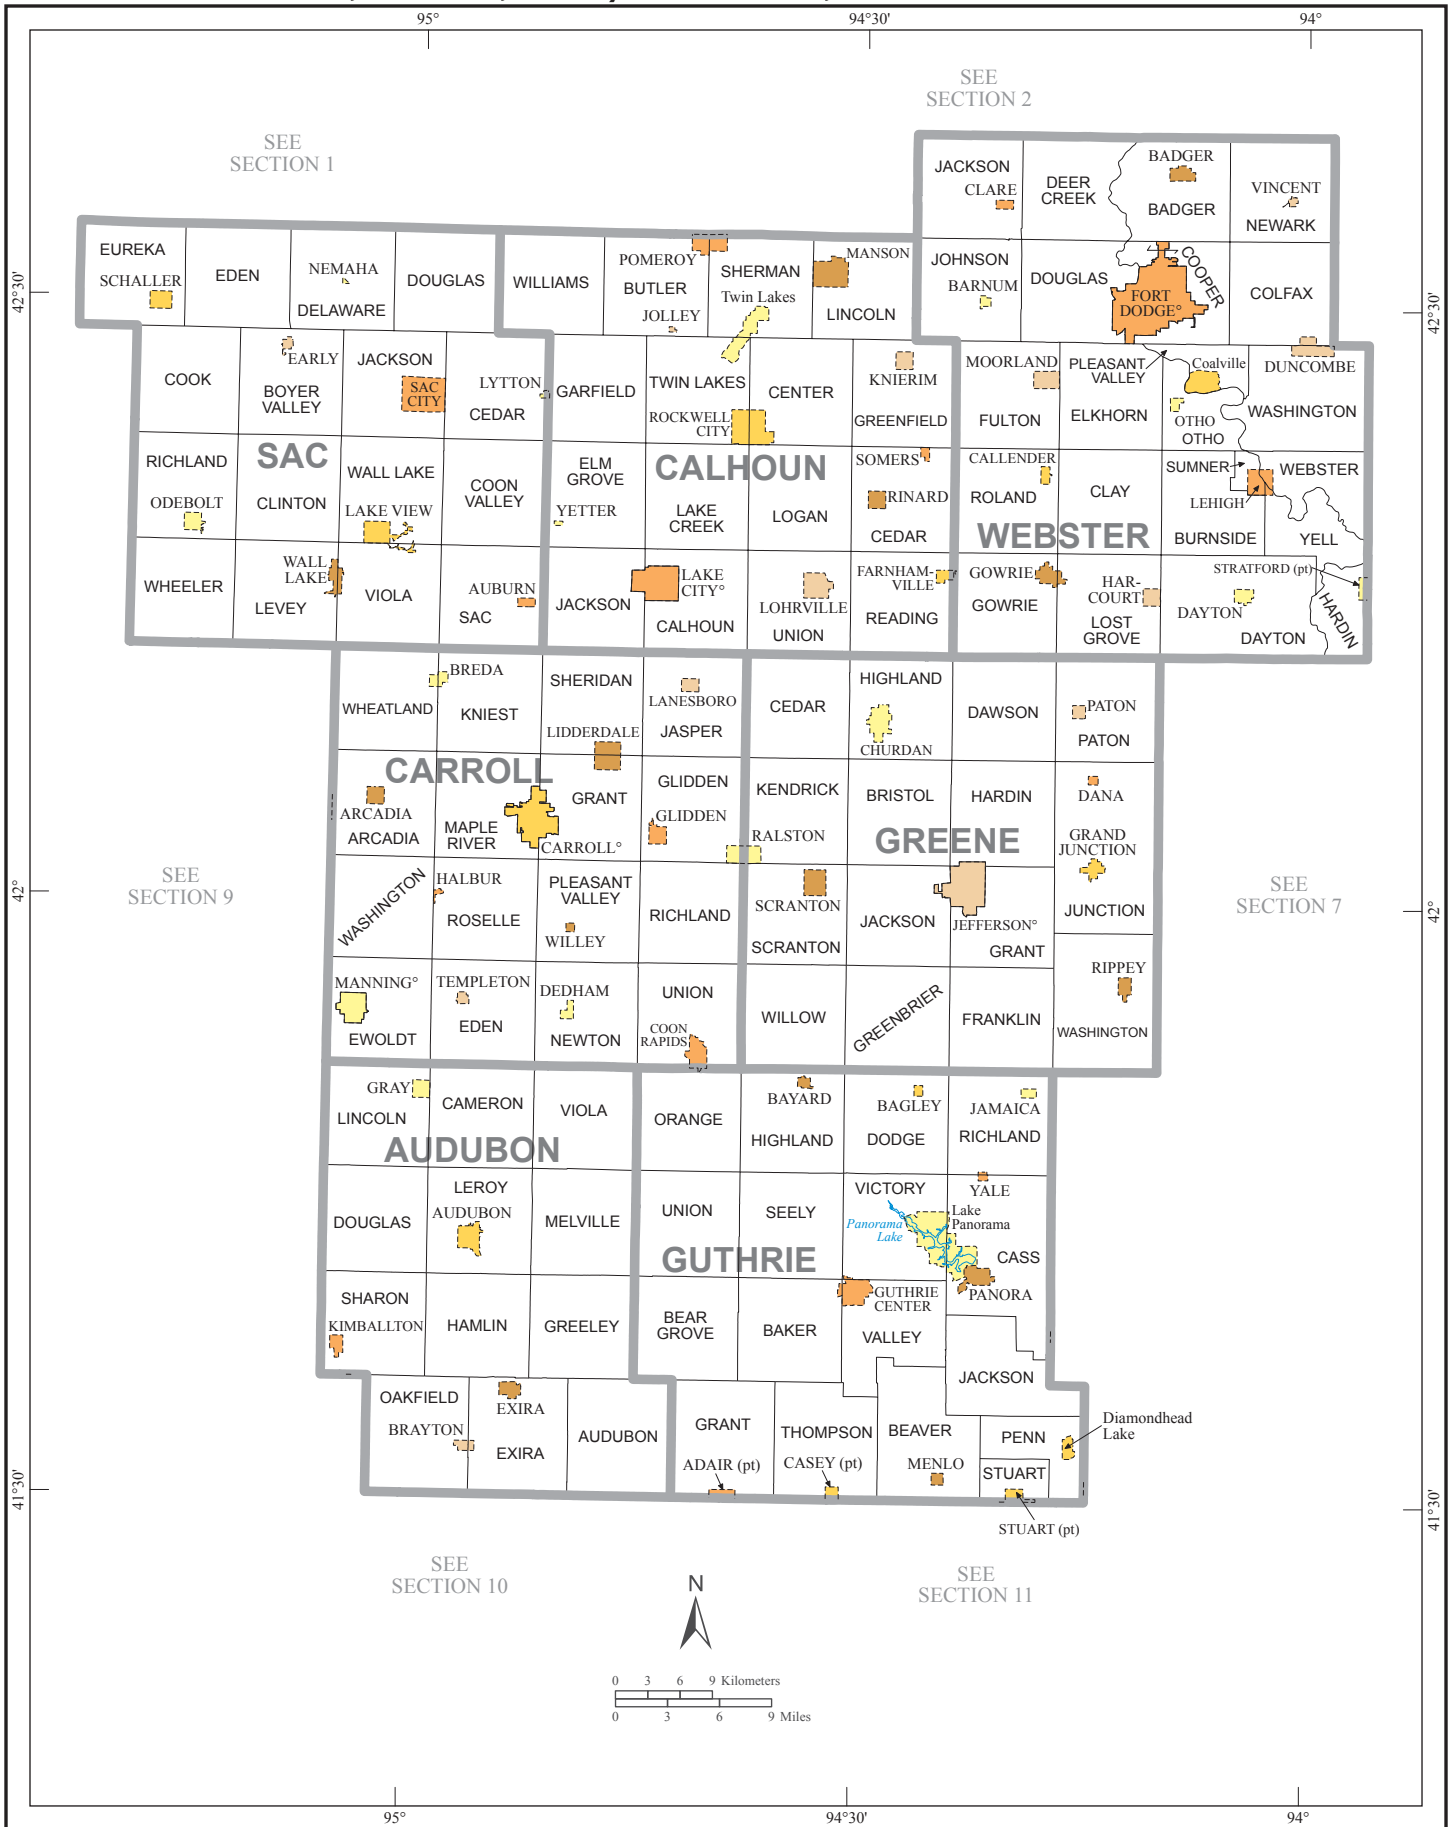 95°
94°30'
94°
SEE
SECTION 2
SEE
SECTION 1
JACKSON
CLARE
DEER
CREEK
BADGER
BADGER
VINCENT
NEWARK
EUREKA
SCHALLER
EDEN
NEMAHA
DELAWARE
DOUGLAS
WILLIAMS
POMEROY
BUTLER
JOLLEY
SHERMAN
Twin Lakes
MANSON
LINCOLN
JOHNSON
BARNUM
DOUGLAS
FORT
DODGE°
COOPER
COLFAX
42°30'
42°30'
COOK
EARLY
BOYER
VALLEY
JACKSON
SAC
CITY
LYTTON
CEDAR
GARFIELD
TWIN LAKES
ROCKWELL
CITY
CENTER
KNIERIM
GREENFIELD
MOORLAND
FULTON
PLEASANT
VALLEY
ELKHORN
Coalville
OTHO
OTHO
DUNCOMBE
WASHINGTON
RICHLAND
ODEBOLT
SAC
CLINTON
WALL LAKE
LAKE VIEW
COON
VALLEY
ELM
GROVE
YETTER
CALHOUN
LAKE
CREEK
LOGAN
SOMERS
RINARD
CEDAR
CALLENDER
ROLAND
CLAY
WEBSTER
SUMNER
LEHIGH
WEBSTER
BURNSIDE
YELL
WHEELER
WALL
LAKE
LEVEY
VIOLA
AUBURN
SAC
JACKSON
LAKE
CITY°
CALHOUN
LOHRVILLE
UNION
FARNHAM-
VILLE
READING
GOWRIE
GOWRIE
HAR-
COURT
LOST
GROVE
DAYTON
DAYTON
STRATFORD (pt)
HARDIN
WHEATLAND
BREDA
KNIEST
SHERIDAN
LIDDERDALE
LANESBORO
JASPER
CEDAR
HIGHLAND
CHURDAN
DAWSON
PATON
PATON
CARROLL
ARCADIA
ARCADIA
MAPLE
RIVER
GRANT
CARROLL°
GLIDDEN
GLIDDEN
KENDRICK
RALSTON
BRISTOL
GREENE
HARDIN
DANA
GRAND
JUNCTION
JUNCTION
SEE
SECTION 9
SEE
SECTION 7
42°
42°
WASHINGTON
HALBUR
ROSELLE
PLEASANT
VALLEY
WILLEY
RICHLAND
SCRANTON
SCRANTON
JACKSON
JEFFERSON°
GRANT
RIPPEY
WASHINGTON
MANNING°
EWOLDT
TEMPLETON
EDEN
DEDHAM
NEWTON
UNION
COON
RAPIDS
WILLOW
GREENBRIER
FRANKLIN
GRAY
LINCOLN
CAMERON
VIOLA
AUDUBON
ORANGE
BAYARD
HIGHLAND
BAGLEY
DODGE
JAMAICA
RICHLAND
DOUGLAS
LEROY
AUDUBON
MELVILLE
UNION
SEELY
GUTHRIE
VICTORY
Panorama
Lake
YALE
Lake
Panorama
CASS
PANORA
SHARON
KIMBALLTON
HAMLIN
GREELEY
BEAR
GROVE
BAKER
GUTHRIE
CENTER
VALLEY
JACKSON
OAKFIELD
BRAYTON
EXIRA
EXIRA
AUDUBON
GRANT
ADAIR (pt)
THOMPSON
CASEY (pt)
BEAVER
MENLO
PENN
STUART
Diamondhead
Lake
STUART (pt)
41°30'
41°30'
SEE
SECTION 10
SEE
SECTION 11
N
0 3 6 9 Kilometers
0 3 6 9 Miles
95°
94°30'
94°